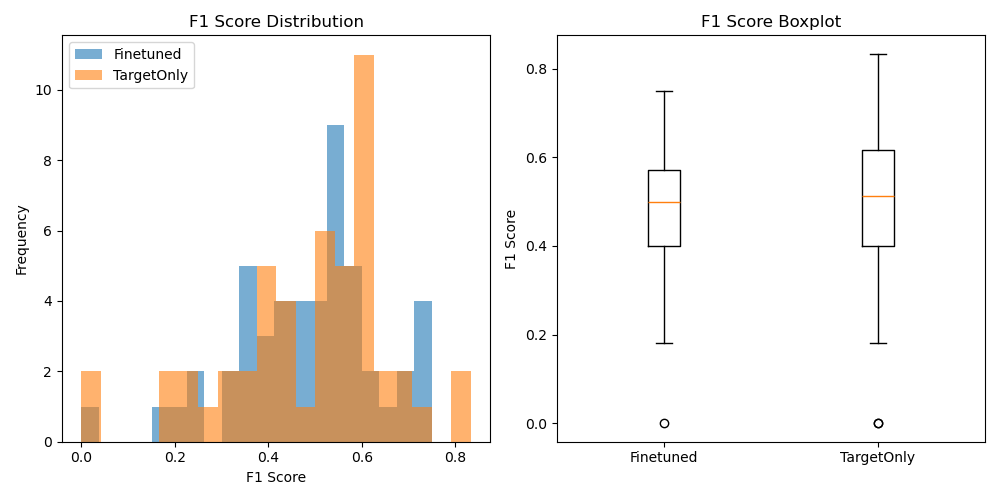 F1 Score Distribution
Finetuned
TargetOnly
Frequency
10
8
6
4
2
0
0.0 0.2 0.4 0.6 0.8
F1 Score
F1 Score Boxplot
F1 Score
0.8
0.6
0.4
0.2
0.0
Finetuned TargetOnly